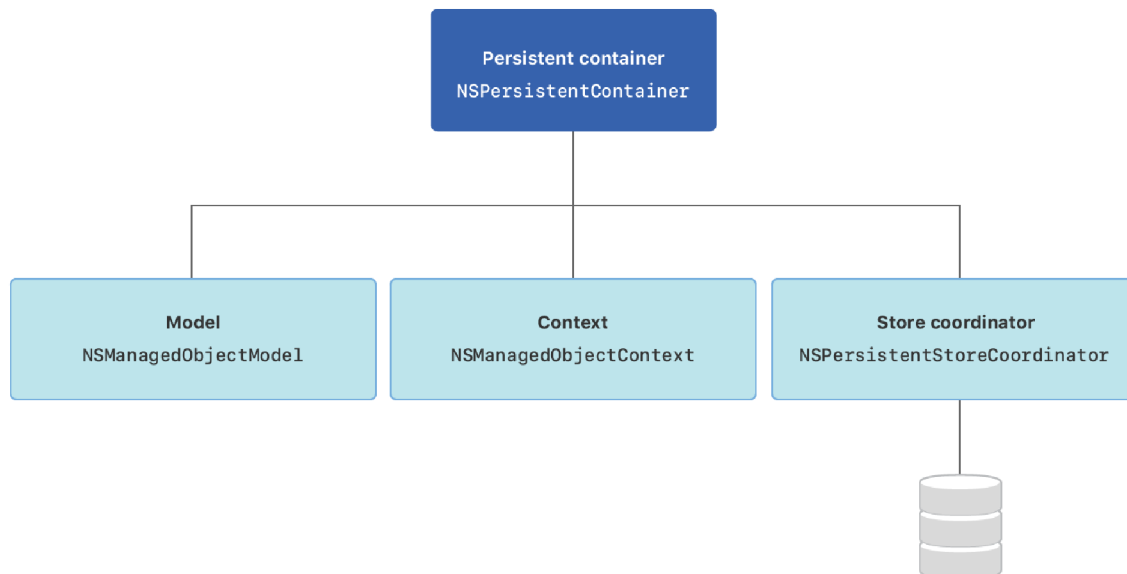 Persistent container
NSPersistentContainer
Model
NSManagedObjectModel
Context
NSManagedObjectContext
Store coordinator
NSPersistentStoreCoordinator